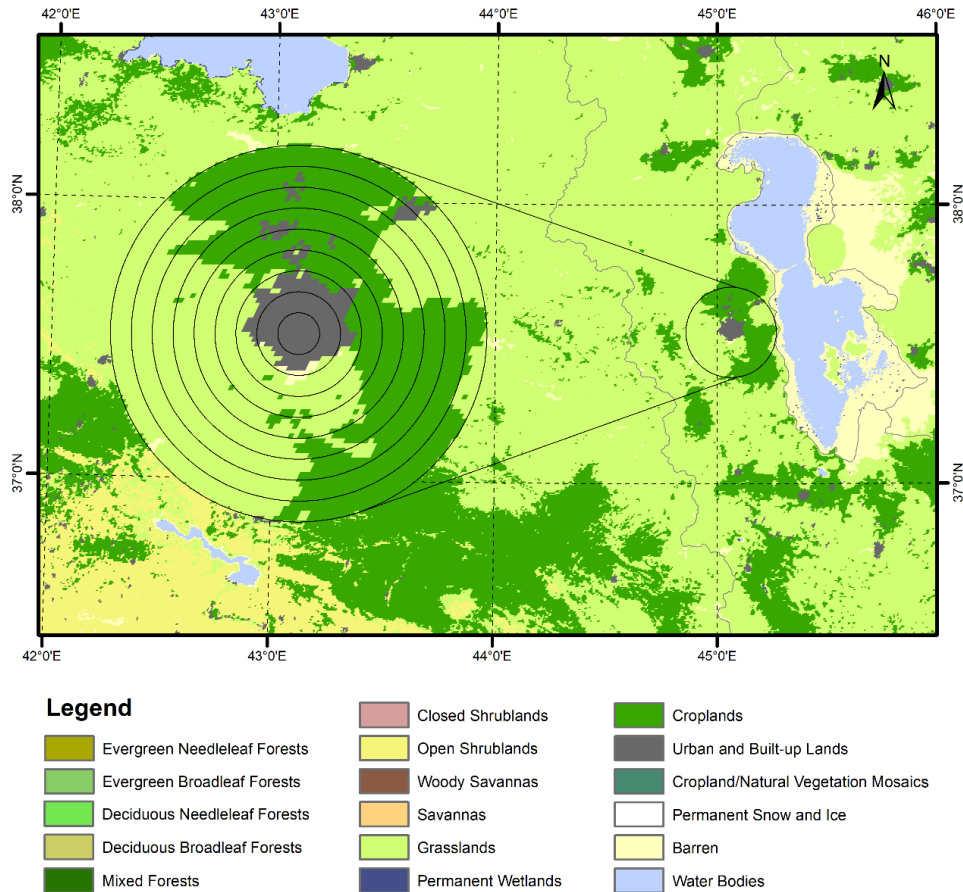 42°0'E 43°0'E 44°0'E 45°0'E 46°0'E
N
38°0'N 38°0'N
37°0'N 37°0'N
42°0'E 43°0'E 44°0'E 45°0'E 46°0'E
Legend
Evergreen Needleleaf Forests
Evergreen Broadleaf Forests
Deciduous Needleleaf Forests
Deciduous Broadleaf Forests
Mixed Forests
Closed Shrublands
Open Shrublands
Woody Savannas
Savannas
Grasslands
Permanent Wetlands
Croplands
Urban and Built-up Lands
Cropland/Natural Vegetation Mosaics
Permanent Snow and Ice
Barren
Water Bodies